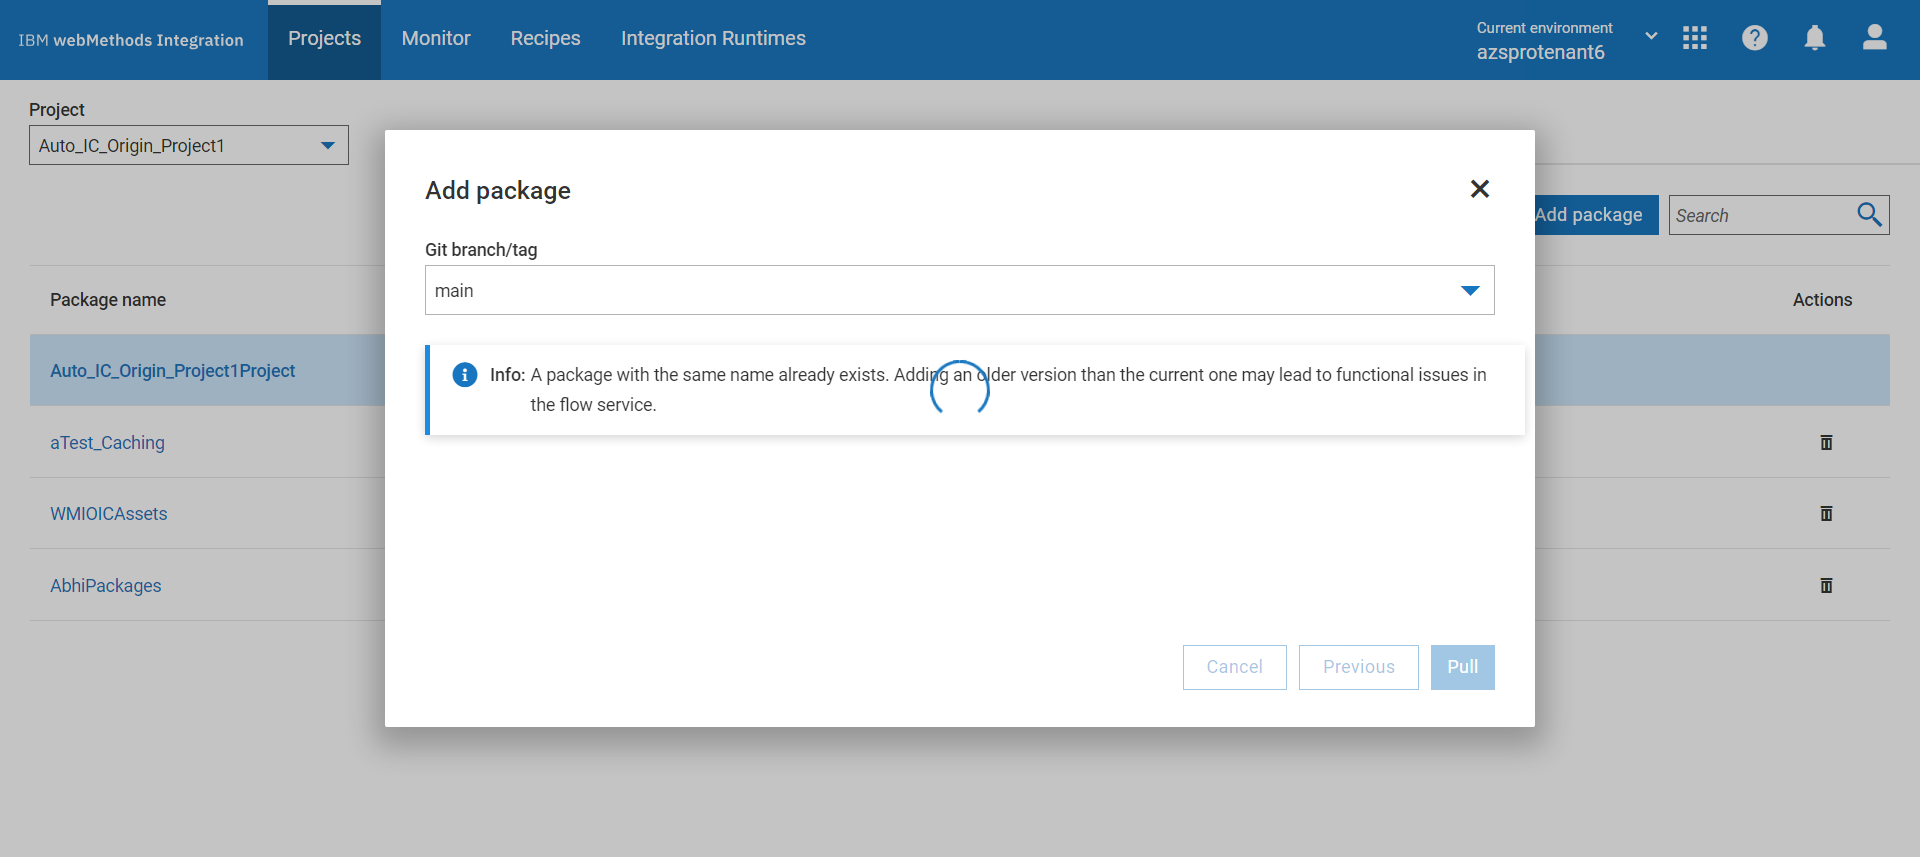 IBM webMethods Integration
Projects
Monitor
Recipes
Integration Runtimes
Current environment
azsprotenant6
Project
Auto_IC_Origin_Project1
Add package
Search
Package name
Actions
Auto_IC_Origin_Project1Project
aTest_Caching
WMIOICAssets
AbhiPackages
Add package
Git branch/tag
main
Info: A package with the same name already exists. Adding an older version than the current one may lead to functional issues in
the flow service.
Cancel
Previous
Pull